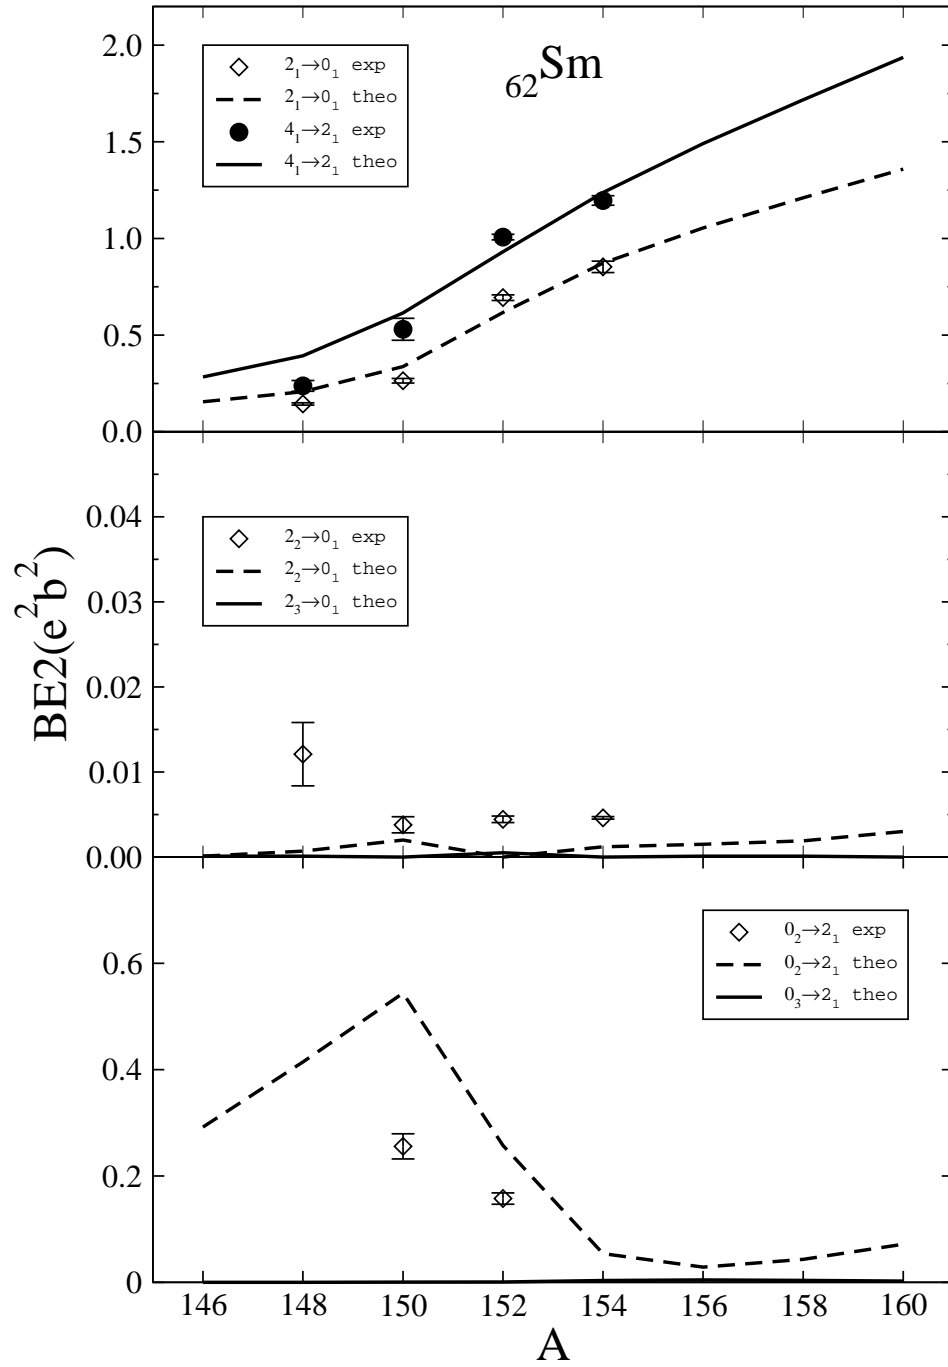 2.0
1.5
1.0
0.5
0.0
₆₂Sm
2₁→0₁ exp
2₁→0₁ theo
4₁→2₁ exp
4₁→2₁ theo
BE2(e²b²)
0.04
0.03
0.02
0.01
0.00
2₂→0₁ exp
2₂→0₁ theo
2₃→0₁ theo
0.6
0.4
0.2
0
0₂→2₁ exp
0₂→2₁ theo
0₃→2₁ theo
146 148 150 152 154 156 158 160
A